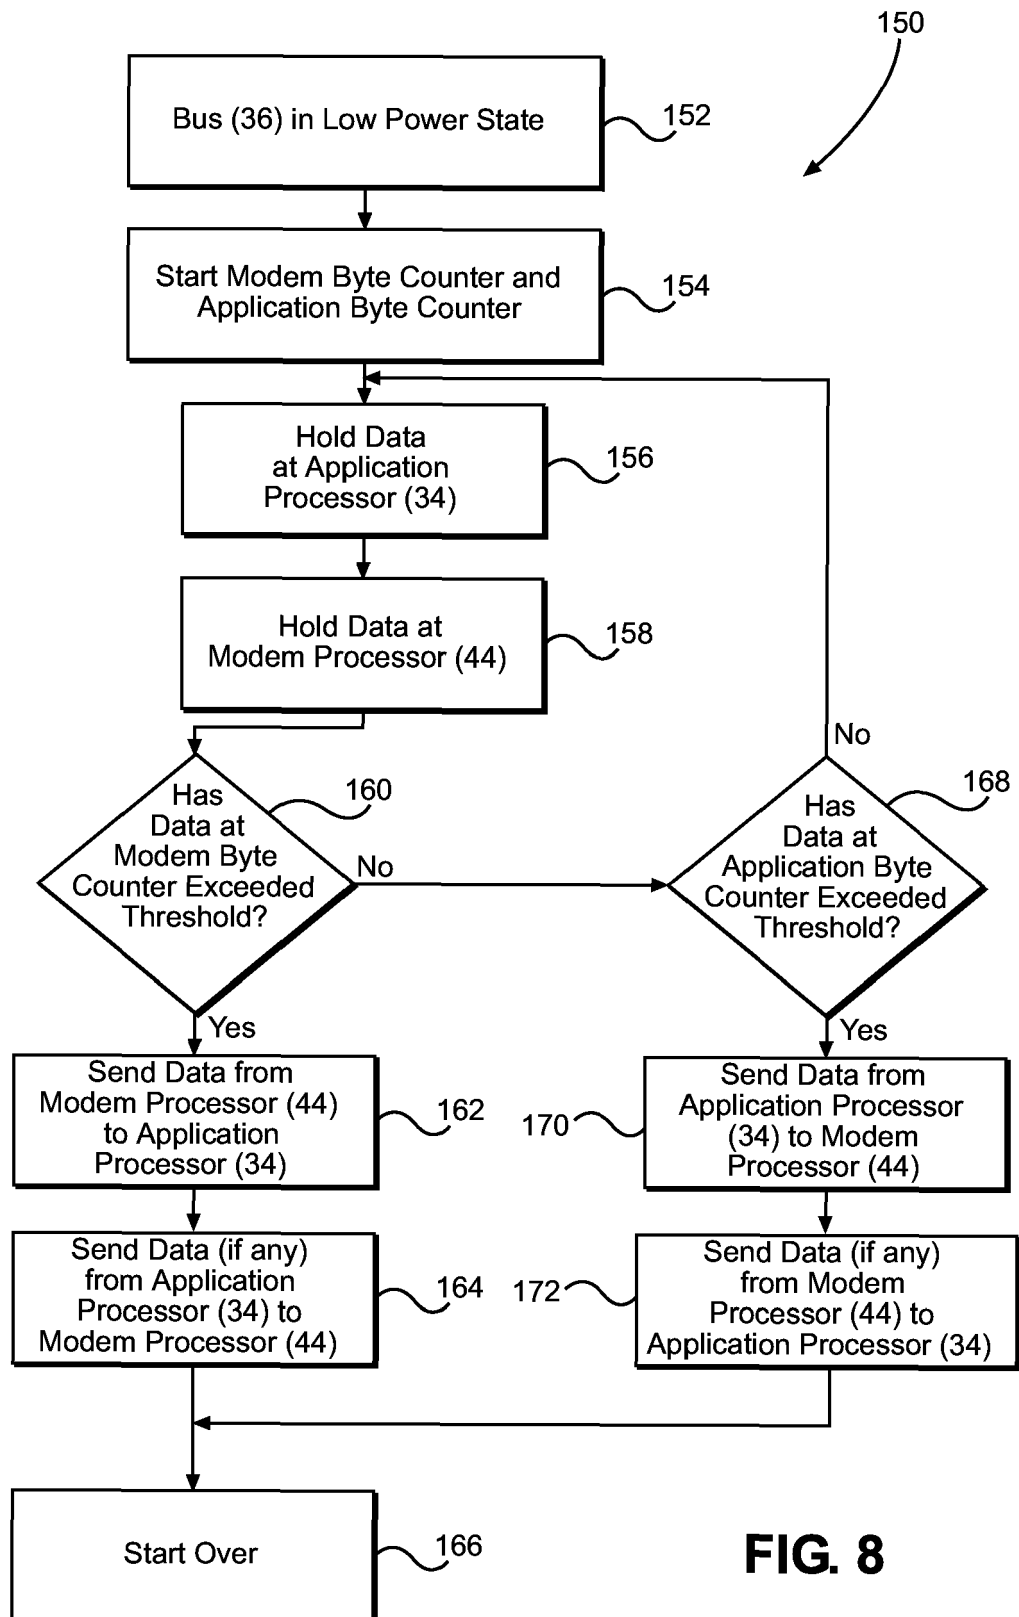 150
Bus (36) in Low Power State
152
Start Modem Byte Counter and
Application Byte Counter
154
Hold Data
at Application
Processor (34)
156
Hold Data at
Modem Processor (44)
158
No
Has
Data at
Modem Byte
Counter Exceeded
Threshold?
160
No
Has
Data at
Application Byte
Counter Exceeded
Threshold?
168
Yes
Yes
Send Data from
Modem Processor (44)
to Application
Processor (34)
162
170
Send Data from
Application Processor
(34) to Modem
Processor (44)
Send Data (if any)
from Application
Processor (34) to
Modem Processor (44)
164
172
Send Data (if any)
from Modem
Processor (44) to
Application Processor (34)
Start Over
166
FIG. 8